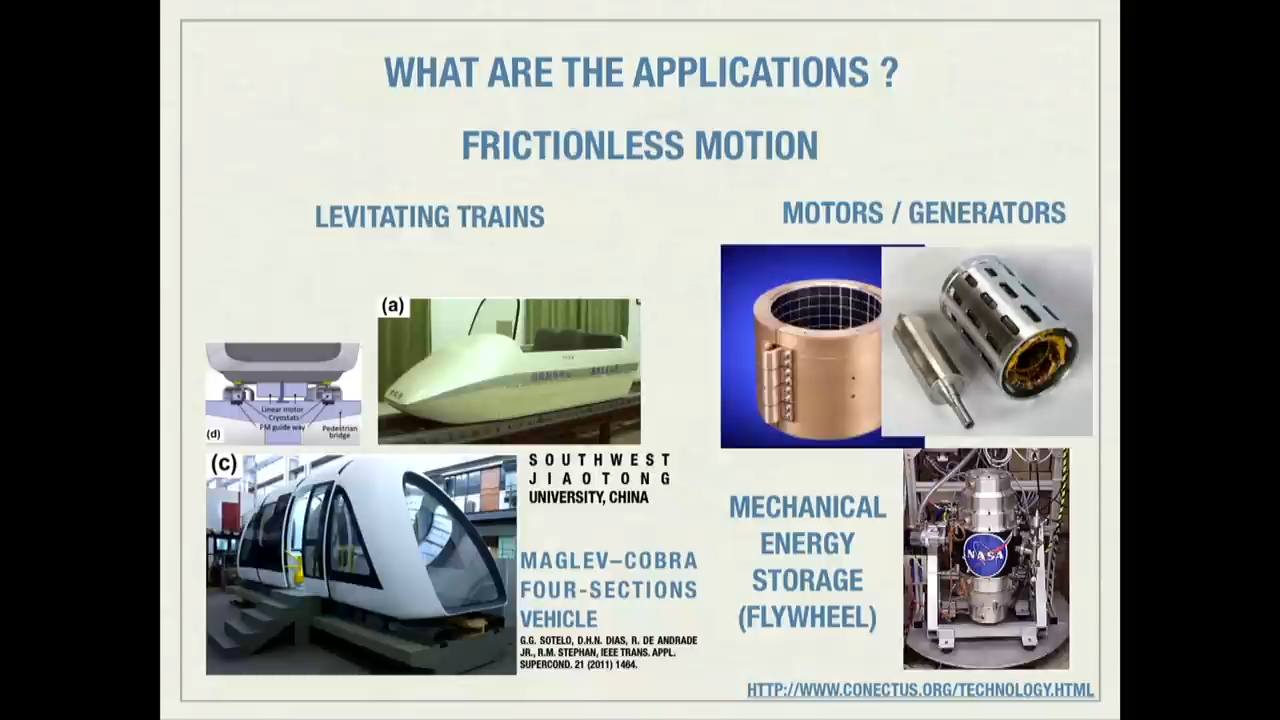 WHAT ARE THE APPLICATIONS ?
FRICTIONLESS MOTION
LEVITATING TRAINS
MOTORS / GENERATORS
(a)
Linear motor
Cryostats
PM guide way
Pedestrian
bridge
(d)
(c)
SOUTHWEST
JIAOTONG
UNIVERSITY, CHINA
MAGLEV–COBRA
FOUR-SECTIONS
VEHICLE
G.G. SOTELO, D.H.N. DIAS, R. DE ANDRADE
JR., R.M. STEPHAN, IEEE TRANS. APPL.
SUPERCOND. 21 (2011) 1464.
MECHANICAL
ENERGY
STORAGE
(FLYWHEEL)
NASA
HTTP://WWW.CONECTUS.ORG/TECHNOLOGY.HTML